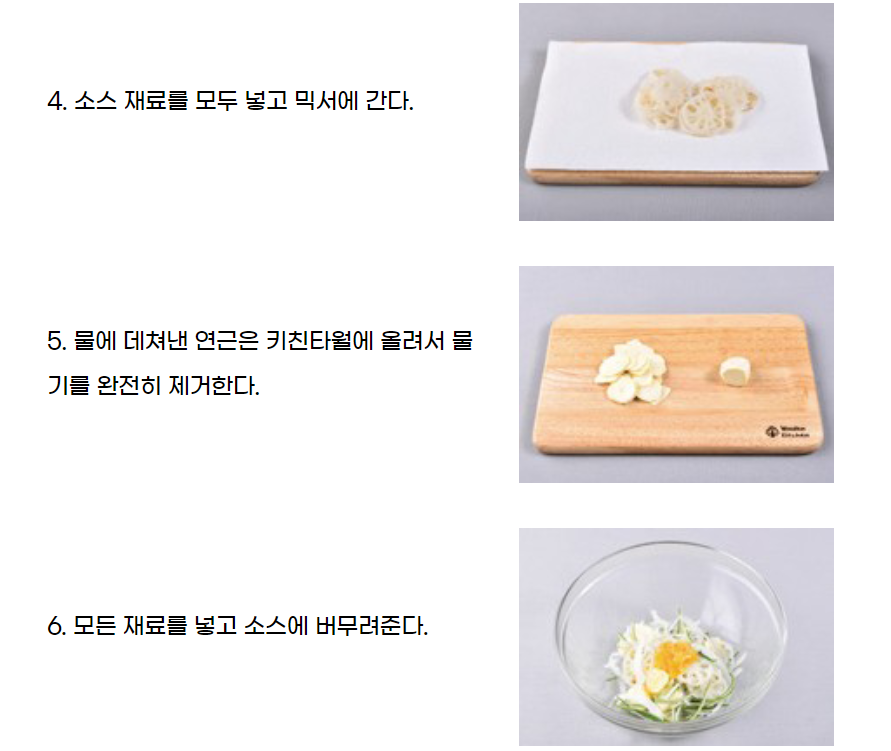 4. 소스 재료를 모두 넣고 믹서에 간다.
5. 물에 데쳐낸 연근은 키친타월에 올려서 물
기를 완전히 제거한다.
6. 모든 재료를 넣고 소스에 버무려준다.